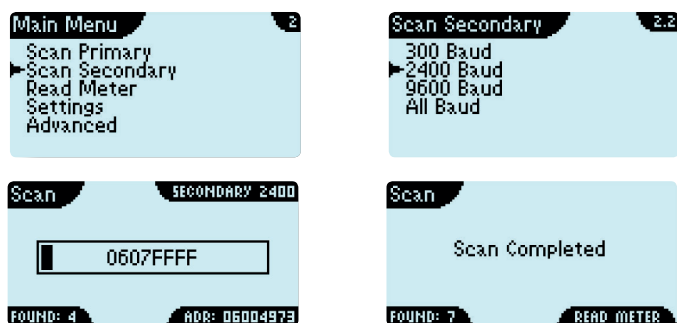 Main Menu 2
Scan Primary
Scan Secondary
Read Meter
Settings
Advanced
Scan Secondary 2.2
300 Baud
2400 Baud
9600 Baud
All Baud
Scan SECONDARY 2400
0607FFFF
FOUND: 4 ADR: 06004973
Scan
Scan Completed
FOUND: 7 READ METER